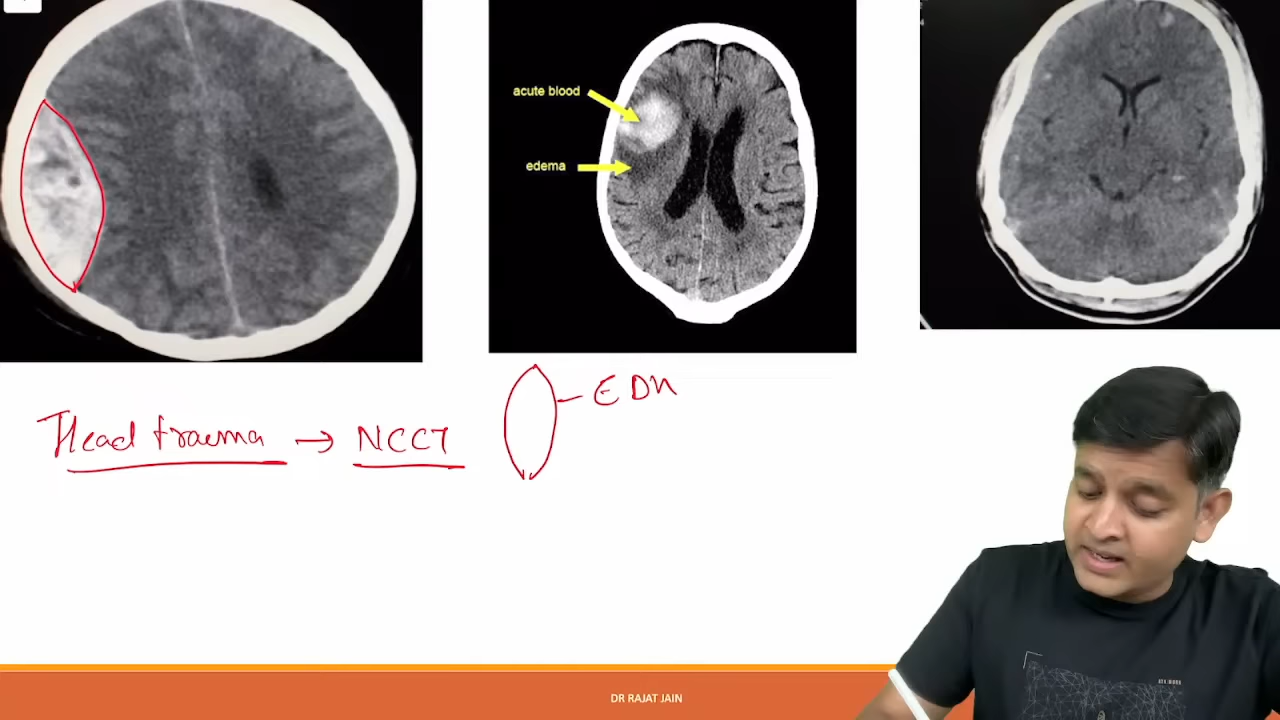 acute blood
edema
EDH
Head trauma → NCCT
DR RAJAT JAIN